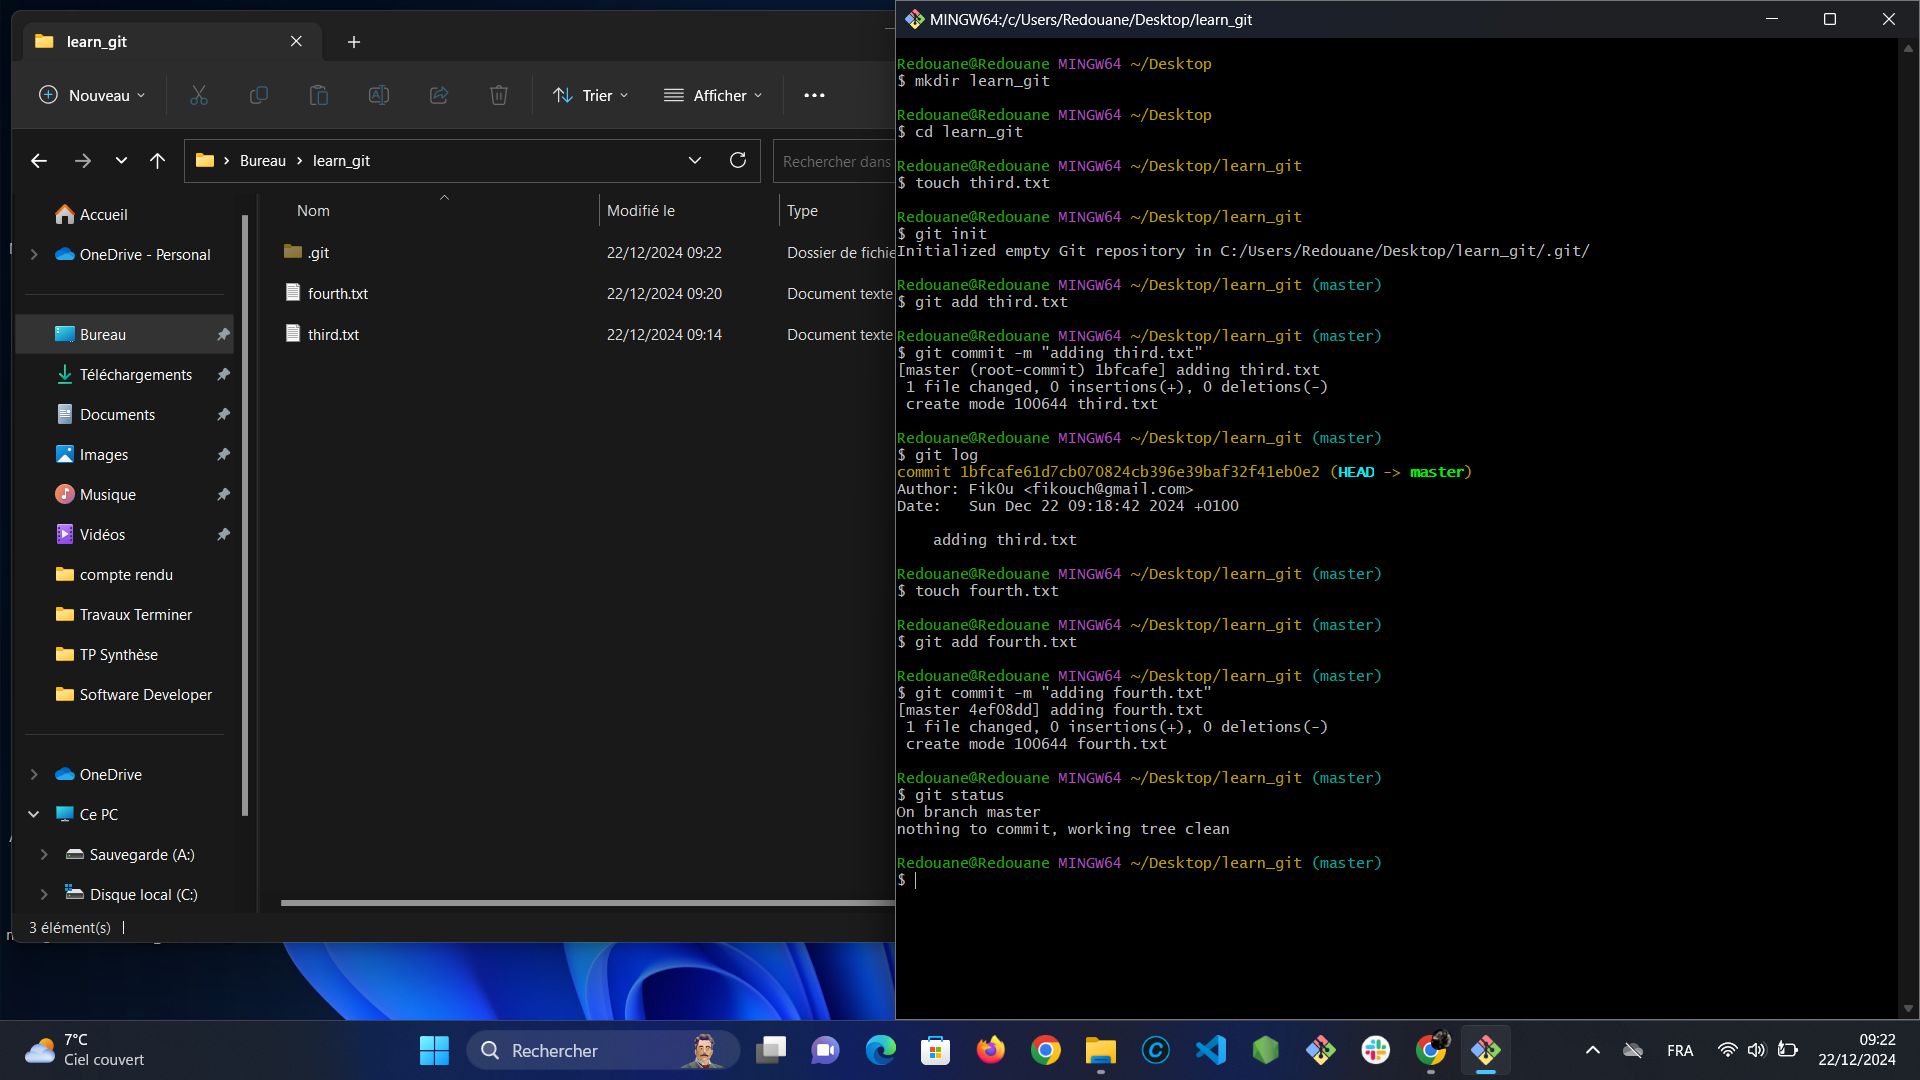 learn_git
Nouveau
Trier
Afficher
Bureau
learn_git
Rechercher dans
Accueil
OneDrive - Personal
Bureau
Téléchargements
Documents
Images
Musique
Vidéos
compte rendu
Travaux Terminer
TP Synthèse
Software Developer
OneDrive
Ce PC
Sauvegarde (A:)
Disque local (C:)
Nom Modifié le Type
.git 22/12/2024 09:22 Dossier de fichie
fourth.txt 22/12/2024 09:20 Document texte
third.txt 22/12/2024 09:14 Document texte
3 élément(s)
MINGW64:/c/Users/Redouane/Desktop/learn_git
Redouane@Redouane MINGW64 ~/Desktop
$ mkdir learn_git
Redouane@Redouane MINGW64 ~/Desktop
$ cd learn_git
Redouane@Redouane MINGW64 ~/Desktop/learn_git
$ touch third.txt
Redouane@Redouane MINGW64 ~/Desktop/learn_git
$ git init
Initialized empty Git repository in C:/Users/Redouane/Desktop/learn_git/.git/
Redouane@Redouane MINGW64 ~/Desktop/learn_git (master)
$ git add third.txt
Redouane@Redouane MINGW64 ~/Desktop/learn_git (master)
$ git commit -m "adding third.txt"
[master (root-commit) 1bfcafe] adding third.txt
1 file changed, 0 insertions(+), 0 deletions(-)
create mode 100644 third.txt
Redouane@Redouane MINGW64 ~/Desktop/learn_git (master)
$ git log
commit 1bfcafe61d7cb070824cb396e39baf32f41eb0e2 (HEAD -> master)
Author: Fik0u <fikouch@gmail.com>
Date: Sun Dec 22 09:18:42 2024 +0100
adding third.txt
Redouane@Redouane MINGW64 ~/Desktop/learn_git (master)
$ touch fourth.txt
Redouane@Redouane MINGW64 ~/Desktop/learn_git (master)
$ git add fourth.txt
Redouane@Redouane MINGW64 ~/Desktop/learn_git (master)
$ git commit -m "adding fourth.txt"
[master 4ef08dd] adding fourth.txt
1 file changed, 0 insertions(+), 0 deletions(-)
create mode 100644 fourth.txt
Redouane@Redouane MINGW64 ~/Desktop/learn_git (master)
$ git status
On branch master
nothing to commit, working tree clean
Redouane@Redouane MINGW64 ~/Desktop/learn_git (master)
$
7°C
Ciel couvert
Rechercher
FRA
09:22
22/12/2024